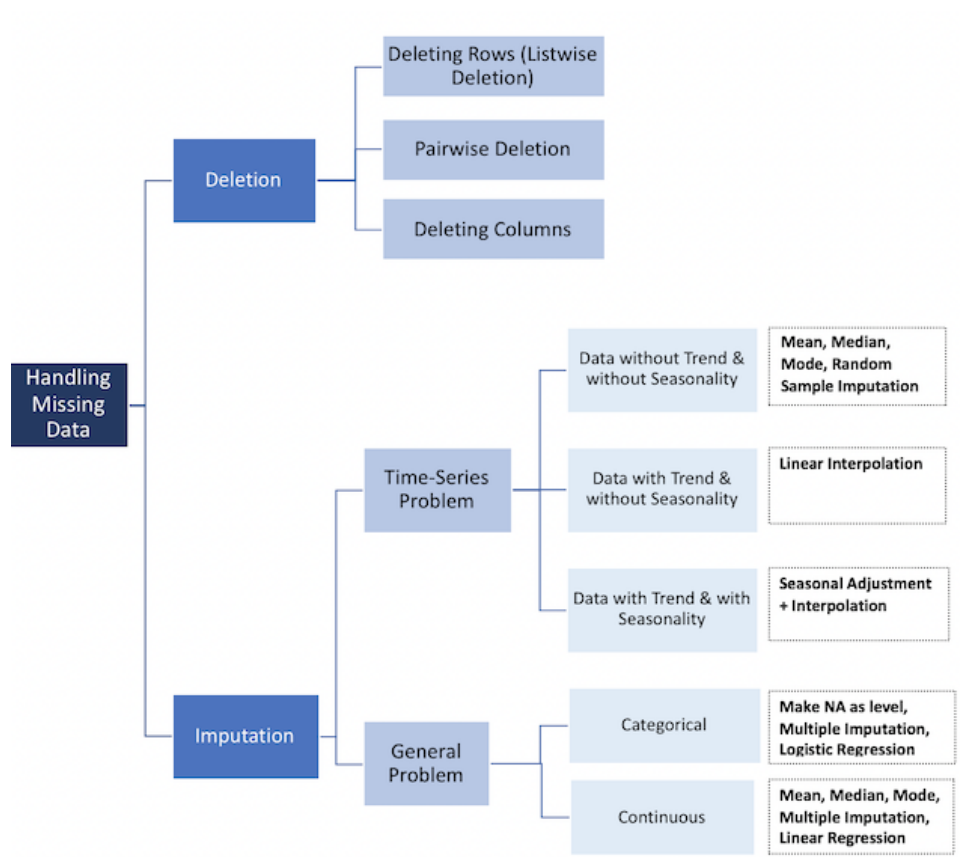 Deleting Rows (Listwise
Deletion)
Pairwise Deletion
Deletion
Deleting Columns
Handling
Missing
Data
Data without Trend &
without Seasonality
Mean, Median,
Mode, Random
Sample Imputation
Time-Series
Problem
Data with Trend &
without Seasonality
Linear Interpolation
Data with Trend & with
Seasonality
Seasonal Adjustment
+ Interpolation
Imputation
General
Problem
Categorical
Make NA as level,
Multiple Imputation,
Logistic Regression
Continuous
Mean, Median, Mode,
Multiple Imputation,
Linear Regression